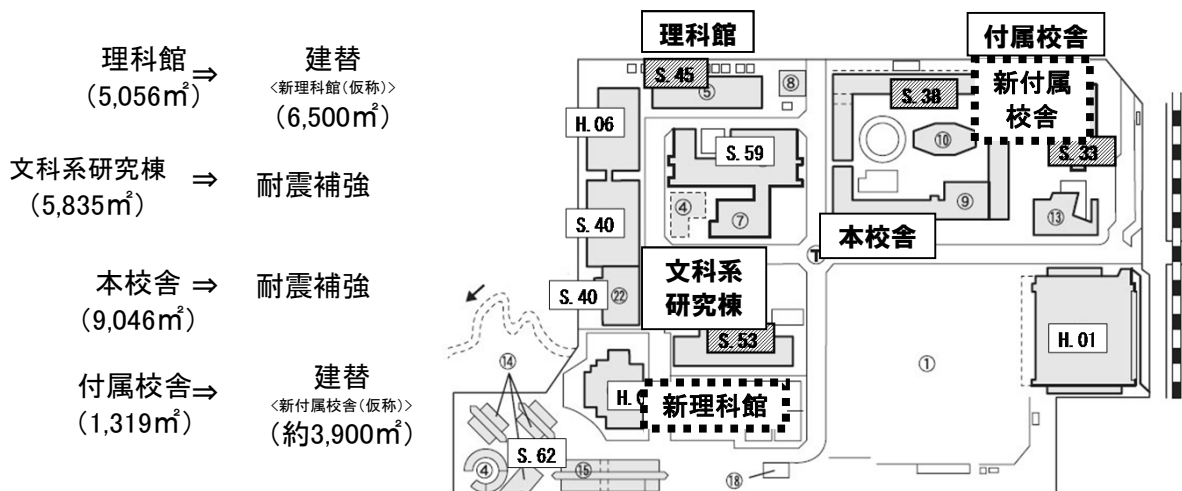 理科館 ⇒ 建替
（5,056㎡） <新理科館（仮称）>
（6,500㎡）
文科系研究棟 ⇒ 耐震補強
（5,835㎡）
本校舎 ⇒ 耐震補強
（9,046㎡）
付属校舎⇒ 建替
（1,319㎡） <新付属校舎（仮称）>
（約3,900㎡）
理科館
付属校舎
S. 45
⑤
⑧
S. 38
新付属
校舎
H. 06
S. 59
⑩
S. 33
④
⑦
⑨
⑬
S. 40
本校舎
T
文科系
研究棟
S. 40
㉒
S. 53
H. 01
⑭
①
H.
新理科館
S. 62
④
⑮
⑱